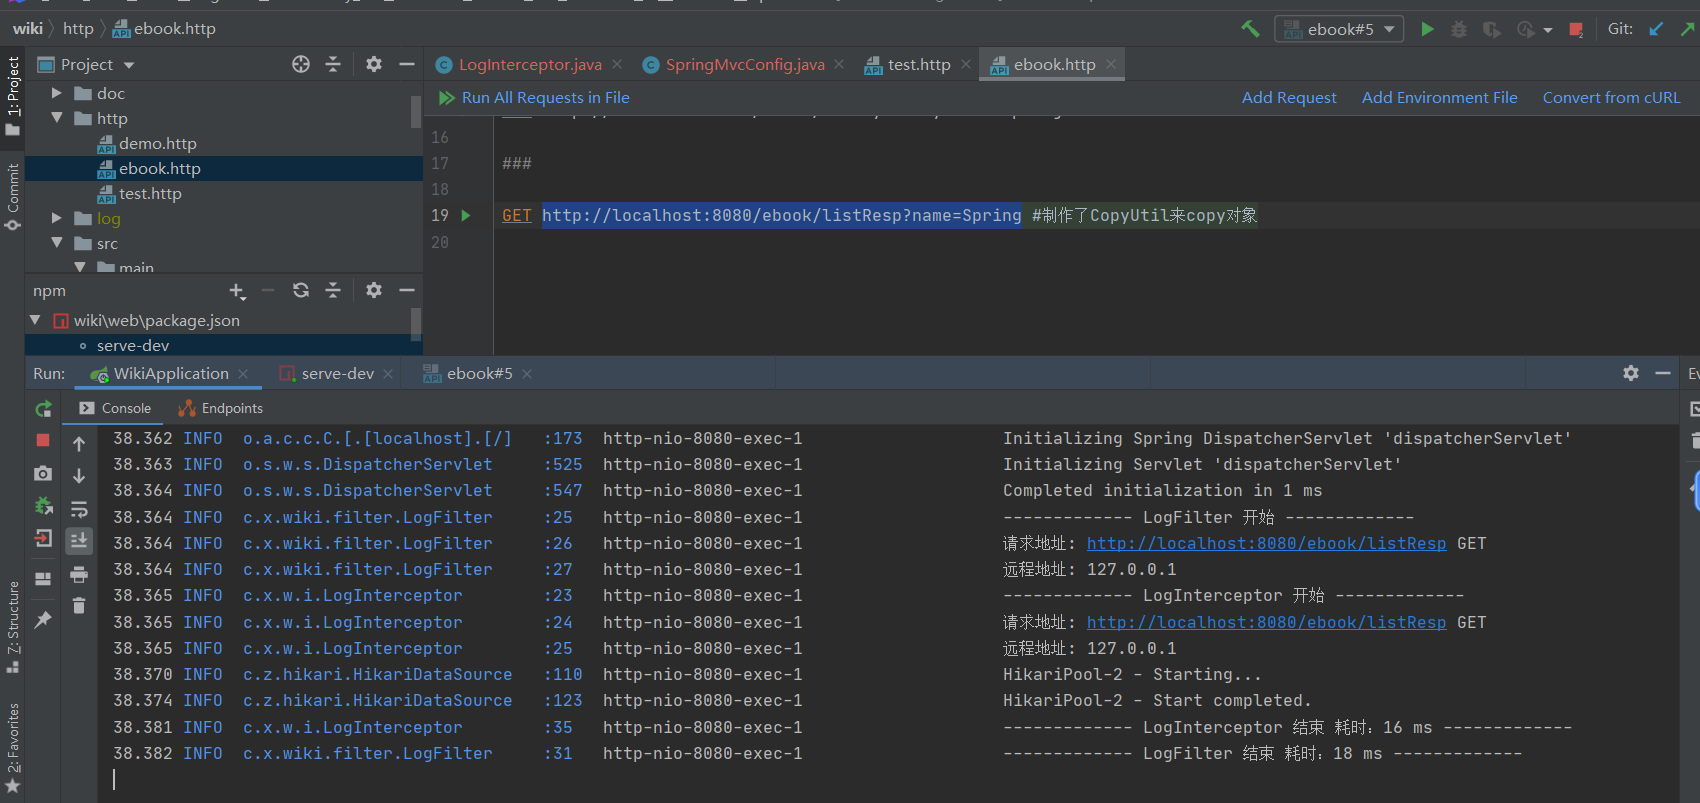 wiki http ebook.http
ebook#5
Git:
1: Project
Commit
7: Structure
2: Favorites
Project
doc
http
demo.http
ebook.http
test.http
log
src
main
npm
wiki\web\package.json
serve-dev
LogInterceptor.java SpringMvcConfig.java test.http ebook.http
Run All Requests in File Add Request Add Environment File Convert from cURL
16
17 ###
18
19 GET http://localhost:8080/ebook/listResp?name=Spring #制作了CopyUtil来copy对象
20
Run: WikiApplication serve-dev ebook#5
Console Endpoints
38.362 INFO o.a.c.c.C.[.[localhost].[/] :173 http-nio-8080-exec-1 Initializing Spring DispatcherServlet 'dispatcherServlet'
38.363 INFO o.s.w.s.DispatcherServlet :525 http-nio-8080-exec-1 Initializing Servlet 'dispatcherServlet'
38.364 INFO o.s.w.s.DispatcherServlet :547 http-nio-8080-exec-1 Completed initialization in 1 ms
38.364 INFO c.x.wiki.filter.LogFilter :25 http-nio-8080-exec-1 ------------- LogFilter 开始 -------------
38.364 INFO c.x.wiki.filter.LogFilter :26 http-nio-8080-exec-1 请求地址: http://localhost:8080/ebook/listResp GET
38.364 INFO c.x.wiki.filter.LogFilter :27 http-nio-8080-exec-1 远程地址: 127.0.0.1
38.365 INFO c.x.w.i.LogInterceptor :23 http-nio-8080-exec-1 ------------- LogInterceptor 开始 -------------
38.365 INFO c.x.w.i.LogInterceptor :24 http-nio-8080-exec-1 请求地址: http://localhost:8080/ebook/listResp GET
38.365 INFO c.x.w.i.LogInterceptor :25 http-nio-8080-exec-1 远程地址: 127.0.0.1
38.370 INFO c.z.hikari.HikariDataSource :110 http-nio-8080-exec-1 HikariPool-2 - Starting...
38.374 INFO c.z.hikari.HikariDataSource :123 http-nio-8080-exec-1 HikariPool-2 - Start completed.
38.381 INFO c.x.w.i.LogInterceptor :35 http-nio-8080-exec-1 ------------- LogInterceptor 结束 耗时：16 ms -------------
38.382 INFO c.x.wiki.filter.LogFilter :31 http-nio-8080-exec-1 ------------- LogFilter 结束 耗时：18 ms -------------